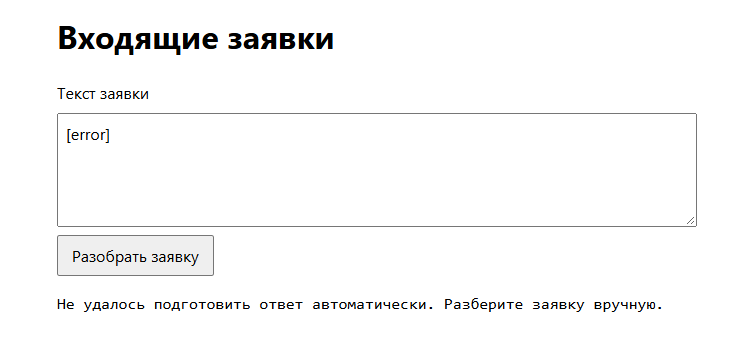 Входящие заявки
Текст заявки
[error]
Разобрать заявку
Не удалось подготовить ответ автоматически. Разберите заявку вручную.